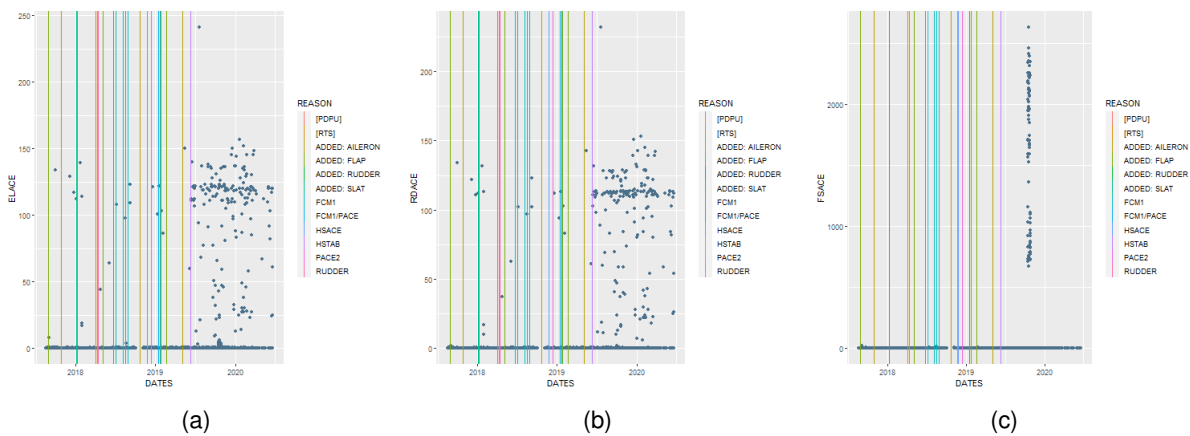 250
200
150
100
50
0
ELACE
2018
2019
2020
DATES
REASON
[PDPU]
[RTS]
ADDED: AILERON
ADDED: FLAP
ADDED: RUDDER
ADDED: SLAT
FCM1
FCM1/PACE
HSACE
HSTAB
PACE2
RUDDER
(a)
200
150
100
50
0
RDACE
2018
2019
2020
DATES
REASON
[PDPU]
[RTS]
ADDED: AILERON
ADDED: FLAP
ADDED: RUDDER
ADDED: SLAT
FCM1
FCM1/PACE
HSACE
HSTAB
PACE2
RUDDER
(b)
2000
1000
0
FSACE
2018
2019
2020
DATES
REASON
[PDPU]
[RTS]
ADDED: AILERON
ADDED: FLAP
ADDED: RUDDER
ADDED: SLAT
FCM1
FCM1/PACE
HSACE
HSTAB
PACE2
RUDDER
(c)